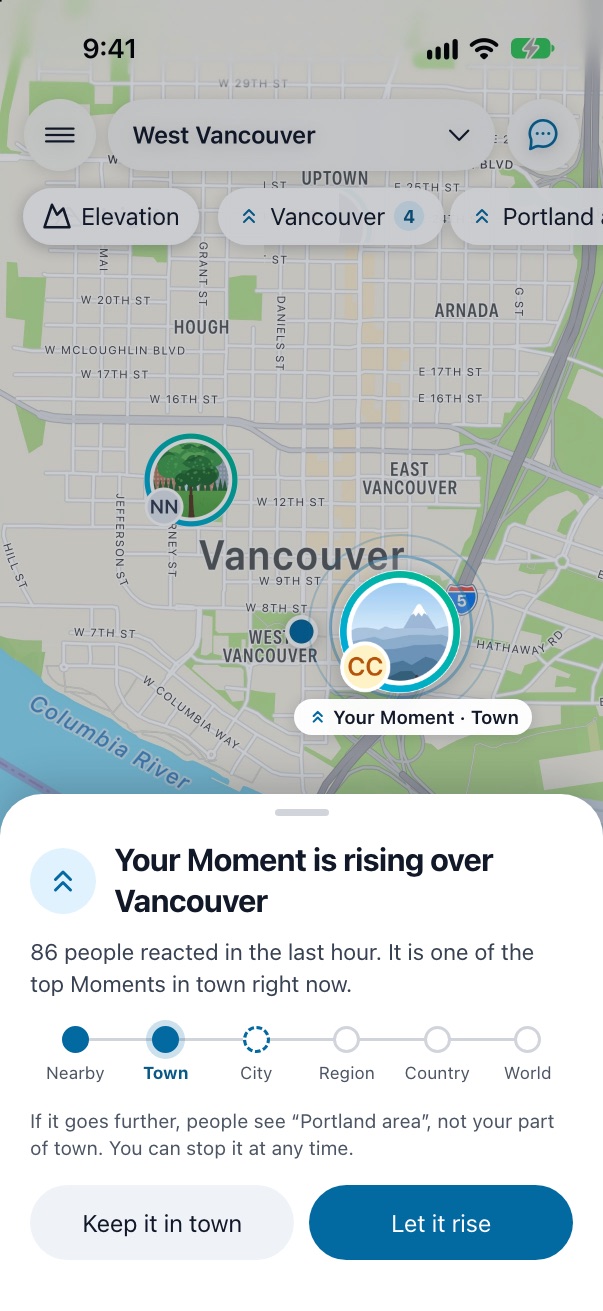 9:41
W 29TH ST
West Vancouver
BLVD
UPTOWN
E 25TH ST
Elevation
Vancouver 4
Portland
ST
GRANT ST
W 20TH ST
HOUGH
DANIELS ST
ARNADA
G ST
W MCLOUGHLIN BLVD
W 17TH ST
E 17TH ST
W 16TH ST
E 16TH ST
EAST
VANCOUVER
NN
W 12TH ST
JEFFERSON ST
HILL ST
Vancouver
W 9TH ST
W 8TH ST
5
W 7TH ST
WEST
VANCOUVER
HATHAWAY RD
CC
W COLUMBIA WAY
Columbia River
Your Moment · Town
Your Moment is rising over
Vancouver
86 people reacted in the last hour. It is one of the
top Moments in town right now.
Nearby
Town
City
Region
Country
World
If it goes further, people see “Portland area”, not your part
of town. You can stop it at any time.
Keep it in town
Let it rise